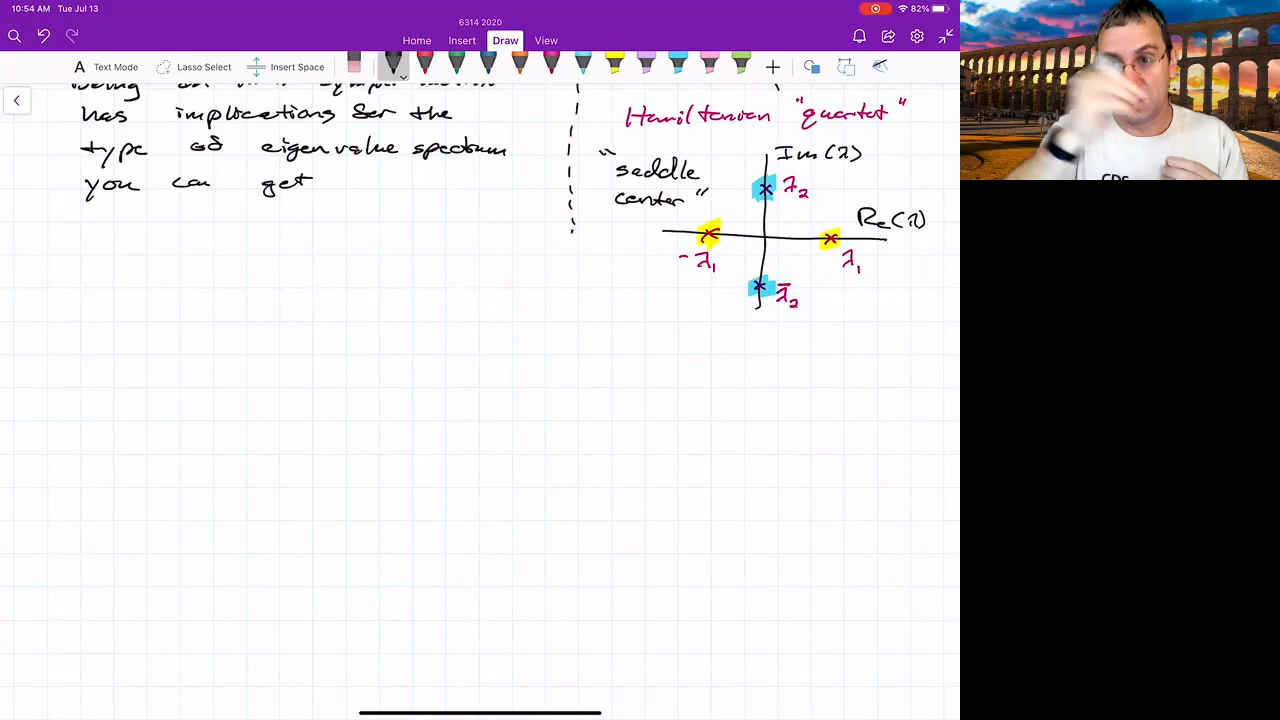 10:54 AM Tue Jul 13
82%
6314 2020
Home Insert Draw View
Text Mode Lasso Select Insert Space
being
has implications for the
type of eigenvalue spectrum
you can get
Hamiltonian "quartet"
"saddle
center"
Im(λ)
λ₂
Re(λ)
-λ₁
λ₁
λ̄₂
CDS